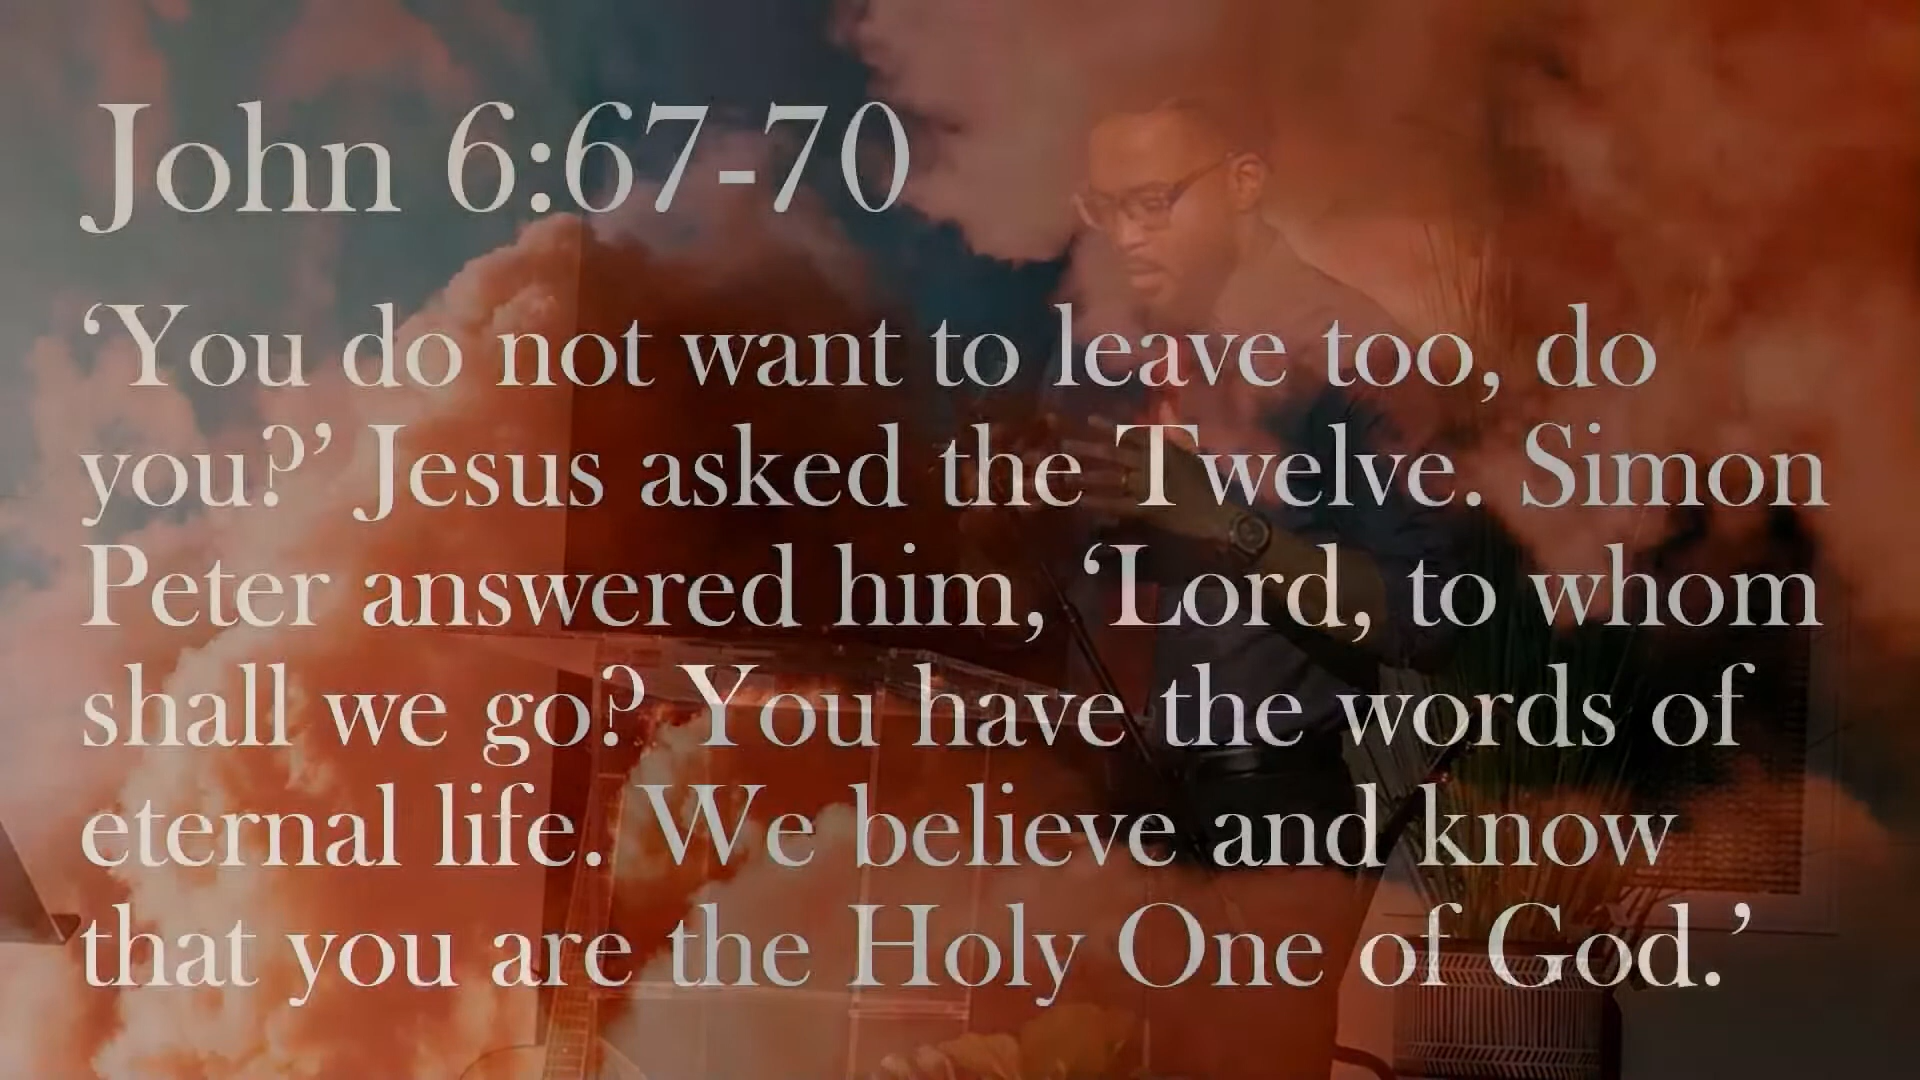 John 6:67-70
‘You do not want to leave too, do
you?’ Jesus asked the Twelve. Simon
Peter answered him, ‘Lord, to whom
shall we go? You have the words of
eternal life. We believe and know
that you are the Holy One of God.’